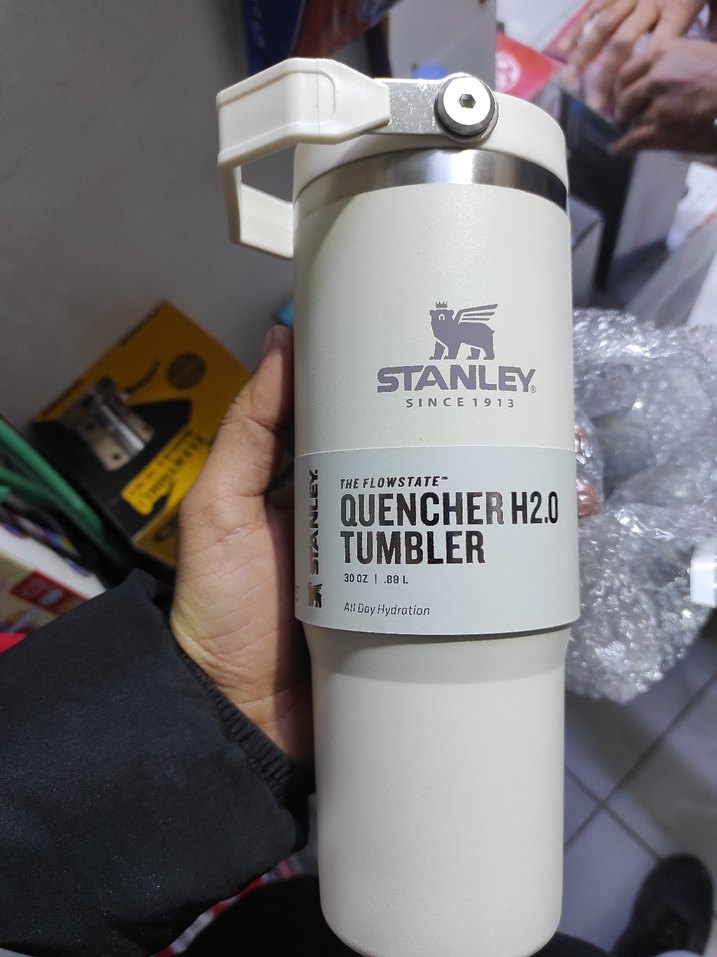 STANLEY®
SINCE 1913
STANLEY.
THE FLOWSTATE™
QUENCHER H2.0
TUMBLER
30 OZ | .89 L
All Day Hydration